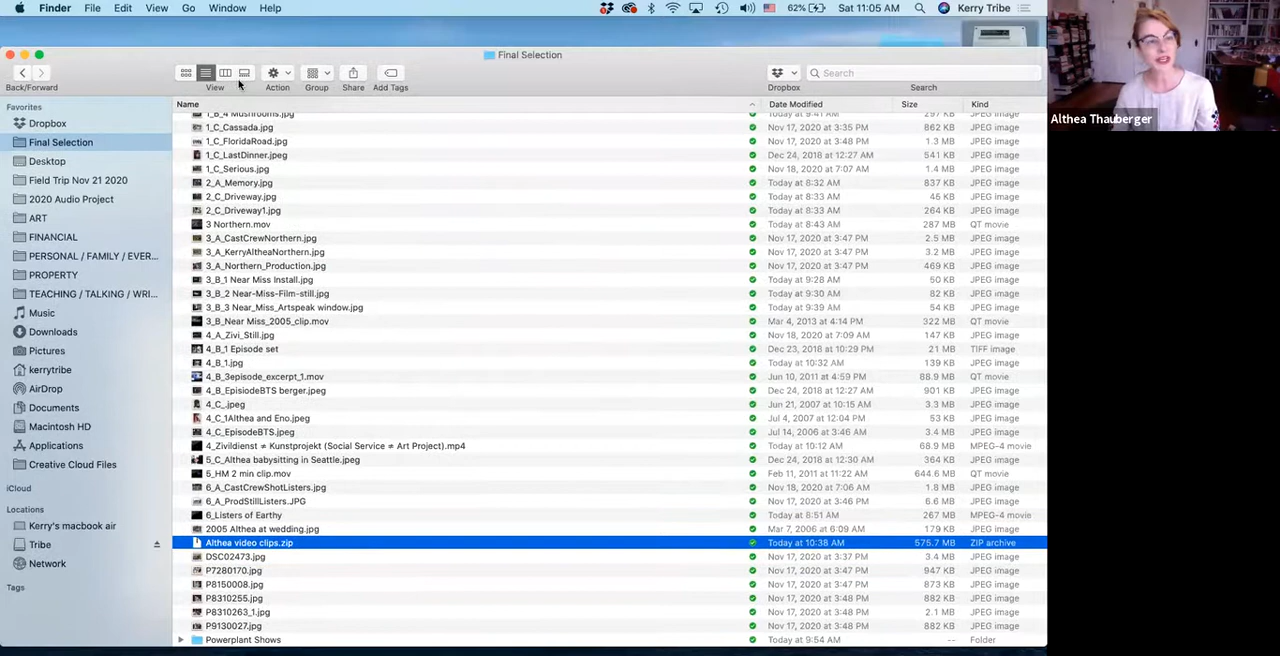 Finder File Edit View Go Window Help 62% Sat 11:05 AM Kerry Tribe
Final Selection
Search
Back/Forward View Action Group Share Add Tags Dropbox Search
Favorites
Dropbox
Final Selection
Desktop
Field Trip Nov 21 2020
2020 Audio Project
ART
FINANCIAL
PERSONAL / FAMILY / EVER...
PROPERTY
TEACHING / TALKING / WRI...
Music
Downloads
Pictures
kerrytribe
AirDrop
Documents
Macintosh HD
Applications
Creative Cloud Files
iCloud
Locations
Kerry's macbook air
Tribe
Network
Tags
Name Date Modified Size Kind
1_B_4 Mushrooms.jpg Today at 9:41 AM 297 KB JPEG image
1_C_Cassada.jpg Nov 17, 2020 at 3:35 PM 862 KB JPEG image
1_C_FloridaRoad.jpg Nov 17, 2020 at 3:48 PM 1.3 MB JPEG image
1_C_LastDinner.jpeg Dec 24, 2018 at 12:27 AM 541 KB JPEG image
1_C_Serious.jpg Nov 18, 2020 at 7:07 AM 1.4 MB JPEG image
2_A_Memory.jpg Today at 8:32 AM 837 KB JPEG image
2_C_Driveway.jpg Today at 8:33 AM 45 KB JPEG image
2_C_Driveway1.jpg Today at 8:33 AM 264 KB JPEG image
3 Northern.mov Today at 8:43 AM 287 MB QT movie
3_A_CastCrewNorthern.jpg Nov 17, 2020 at 3:47 PM 2.5 MB JPEG image
3_A_KerryAltheaNorthern.jpg Nov 17, 2020 at 3:47 PM 3.2 MB JPEG image
3_A_Northern_Production.jpg Nov 17, 2020 at 3:47 PM 469 KB JPEG image
3_B_1 Near Miss Install.jpg Today at 9:28 AM 50 KB JPEG image
3_B_2 Near-Miss-Film-still.jpg Today at 9:30 AM 82 KB JPEG image
3_B_3 Near_Miss_Artspeak window.jpg Today at 9:39 AM 54 KB JPEG image
3_B_Near Miss_2005_clip.mov Mar 4, 2013 at 4:14 PM 322 MB QT movie
4_A_Zivi_Still.jpg Nov 18, 2020 at 7:09 AM 147 KB JPEG image
4_B_1 Episode set Dec 23, 2018 at 10:29 PM 21 MB TIFF image
4_B_1.jpg Today at 10:32 AM 139 KB JPEG image
4_B_3episode_excerpt_1.mov Jun 10, 2011 at 4:59 PM 88.9 MB QT movie
4_B_EpisiodeBTS berger.jpeg Dec 24, 2018 at 12:27 AM 901 KB JPEG image
4_C_.jpeg Jun 21, 2007 at 10:15 AM 3.3 MB JPEG image
4_C_1Althea and Eno.jpeg Jul 4, 2007 at 12:04 PM 53 KB JPEG image
4_C_EpisodeBTS.jpeg Jul 14, 2006 at 3:46 AM 3.4 MB JPEG image
4_Zivildienst ≠ Kunstprojekt (Social Service ≠ Art Project).mp4 Today at 10:12 AM 68.9 MB MPEG-4 movie
5_C_Althea babysitting in Seattle.jpeg Dec 24, 2018 at 12:30 AM 364 KB JPEG image
5_HM 2 min clip.mov Feb 11, 2011 at 11:22 AM 644.6 MB QT movie
6_A_CastCrewShotListers.jpg Nov 18, 2020 at 7:06 AM 1.8 MB JPEG image
6_A_ProdStillListers.JPG Nov 17, 2020 at 3:46 PM 6.6 MB JPEG image
6_Listers of Earthy Today at 8:51 AM 267 MB MPEG-4 movie
2005 Althea at wedding.jpg Mar 7, 2006 at 6:09 AM 179 KB JPEG image
Althea video clips.zip Today at 10:38 AM 575.7 MB ZIP archive
DSC02473.jpg Nov 17, 2020 at 3:37 PM 3.4 MB JPEG image
P7280170.jpg Nov 17, 2020 at 3:47 PM 947 KB JPEG image
P8150008.jpg Nov 17, 2020 at 3:47 PM 873 KB JPEG image
P8310255.jpg Nov 17, 2020 at 3:48 PM 882 KB JPEG image
P8310263_1.jpg Nov 17, 2020 at 3:48 PM 2.1 MB JPEG image
P9130027.jpg Nov 17, 2020 at 3:48 PM 882 KB JPEG image
Powerplant Shows Today at 9:54 AM -- Folder
Althea Thauberger